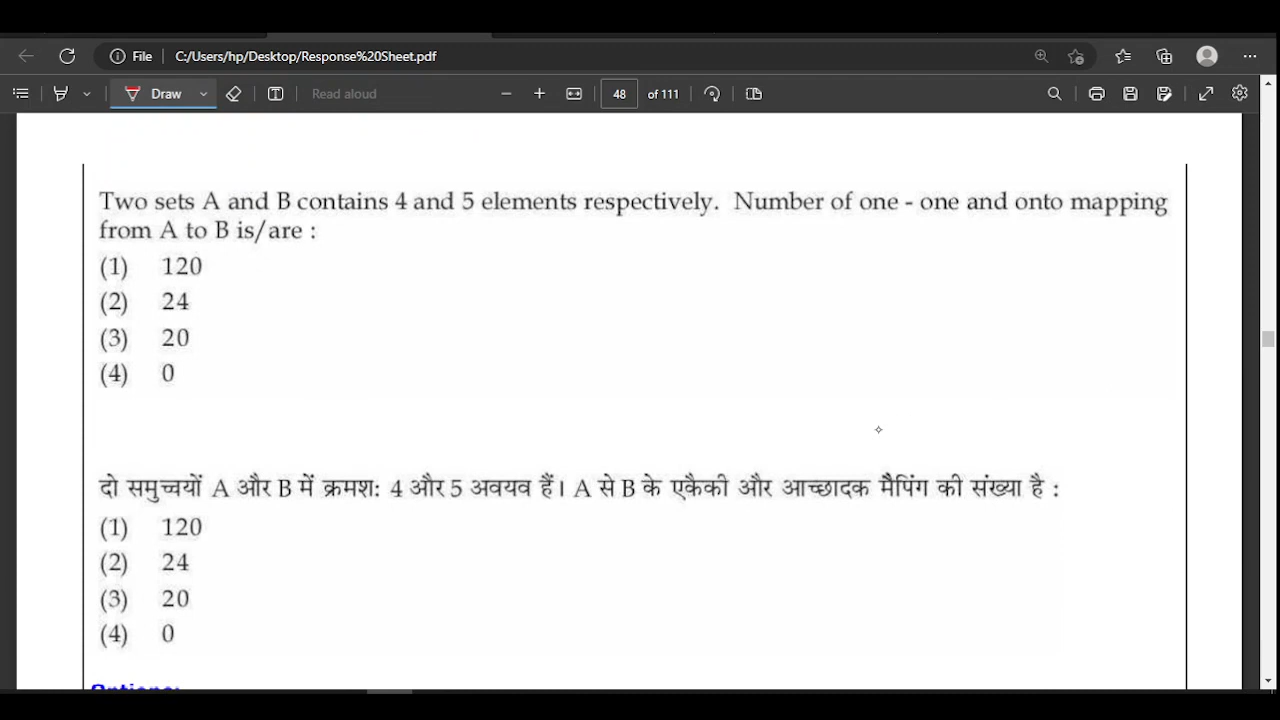 File C:/Users/hp/Desktop/Response%20Sheet.pdf
Draw Read aloud 48 of 111
Two sets A and B contains 4 and 5 elements respectively. Number of one - one and onto mapping
from A to B is/are :
(1) 120
(2) 24
(3) 20
(4) 0
दो समुच्चयों A और B में क्रमशः 4 और 5 अवयव हैं। A से B के एकैकी और आच्छादक मैपिंग की संख्या है :
(1) 120
(2) 24
(3) 20
(4) 0
Options: